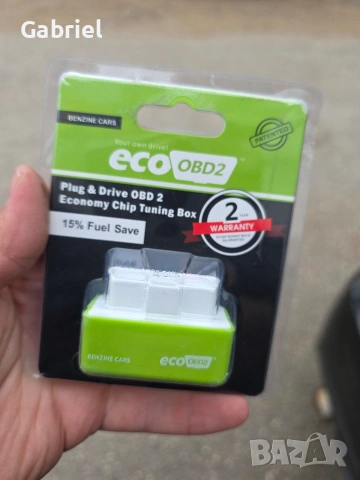 Gabriel
BENZINE CARS
Your own drive!
eco OBD2
PATENTED
Plug & Drive OBD 2
Economy Chip Tuning Box
15% Fuel Save
2
YEAR
WARRANTY
BENZINE CARS
eco OBD2
BAZAR